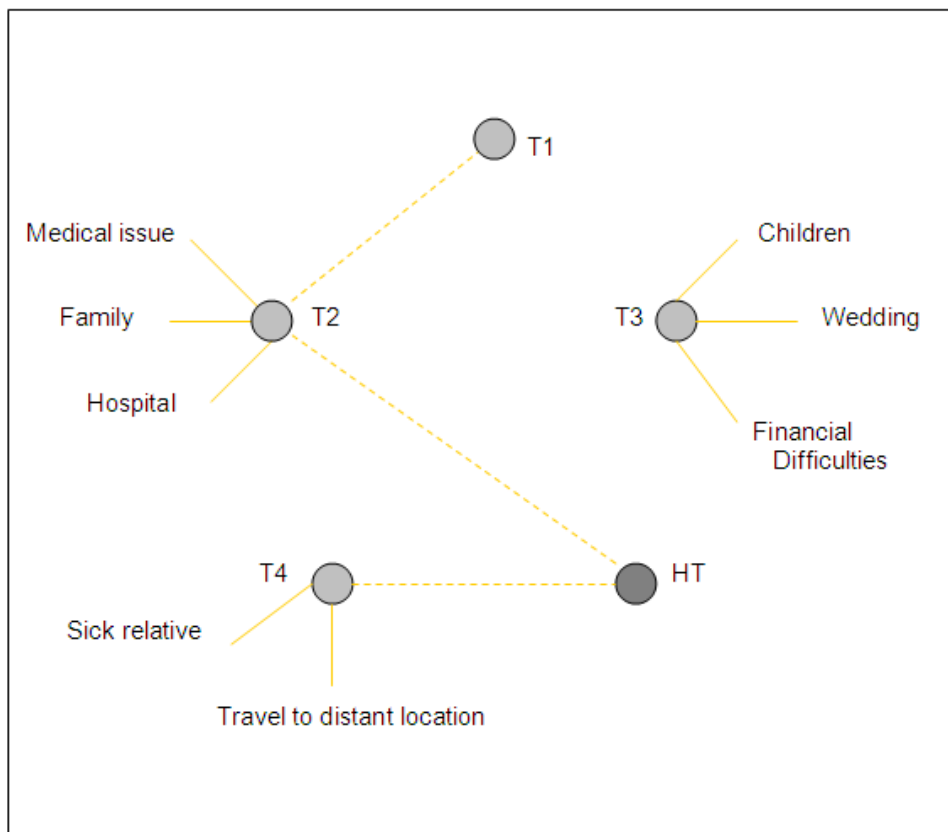 T1
Medical issue
Children
Family
T2
T3
Wedding
Hospital
Financial
Difficulties
T4
HT
Sick relative
Travel to distant location